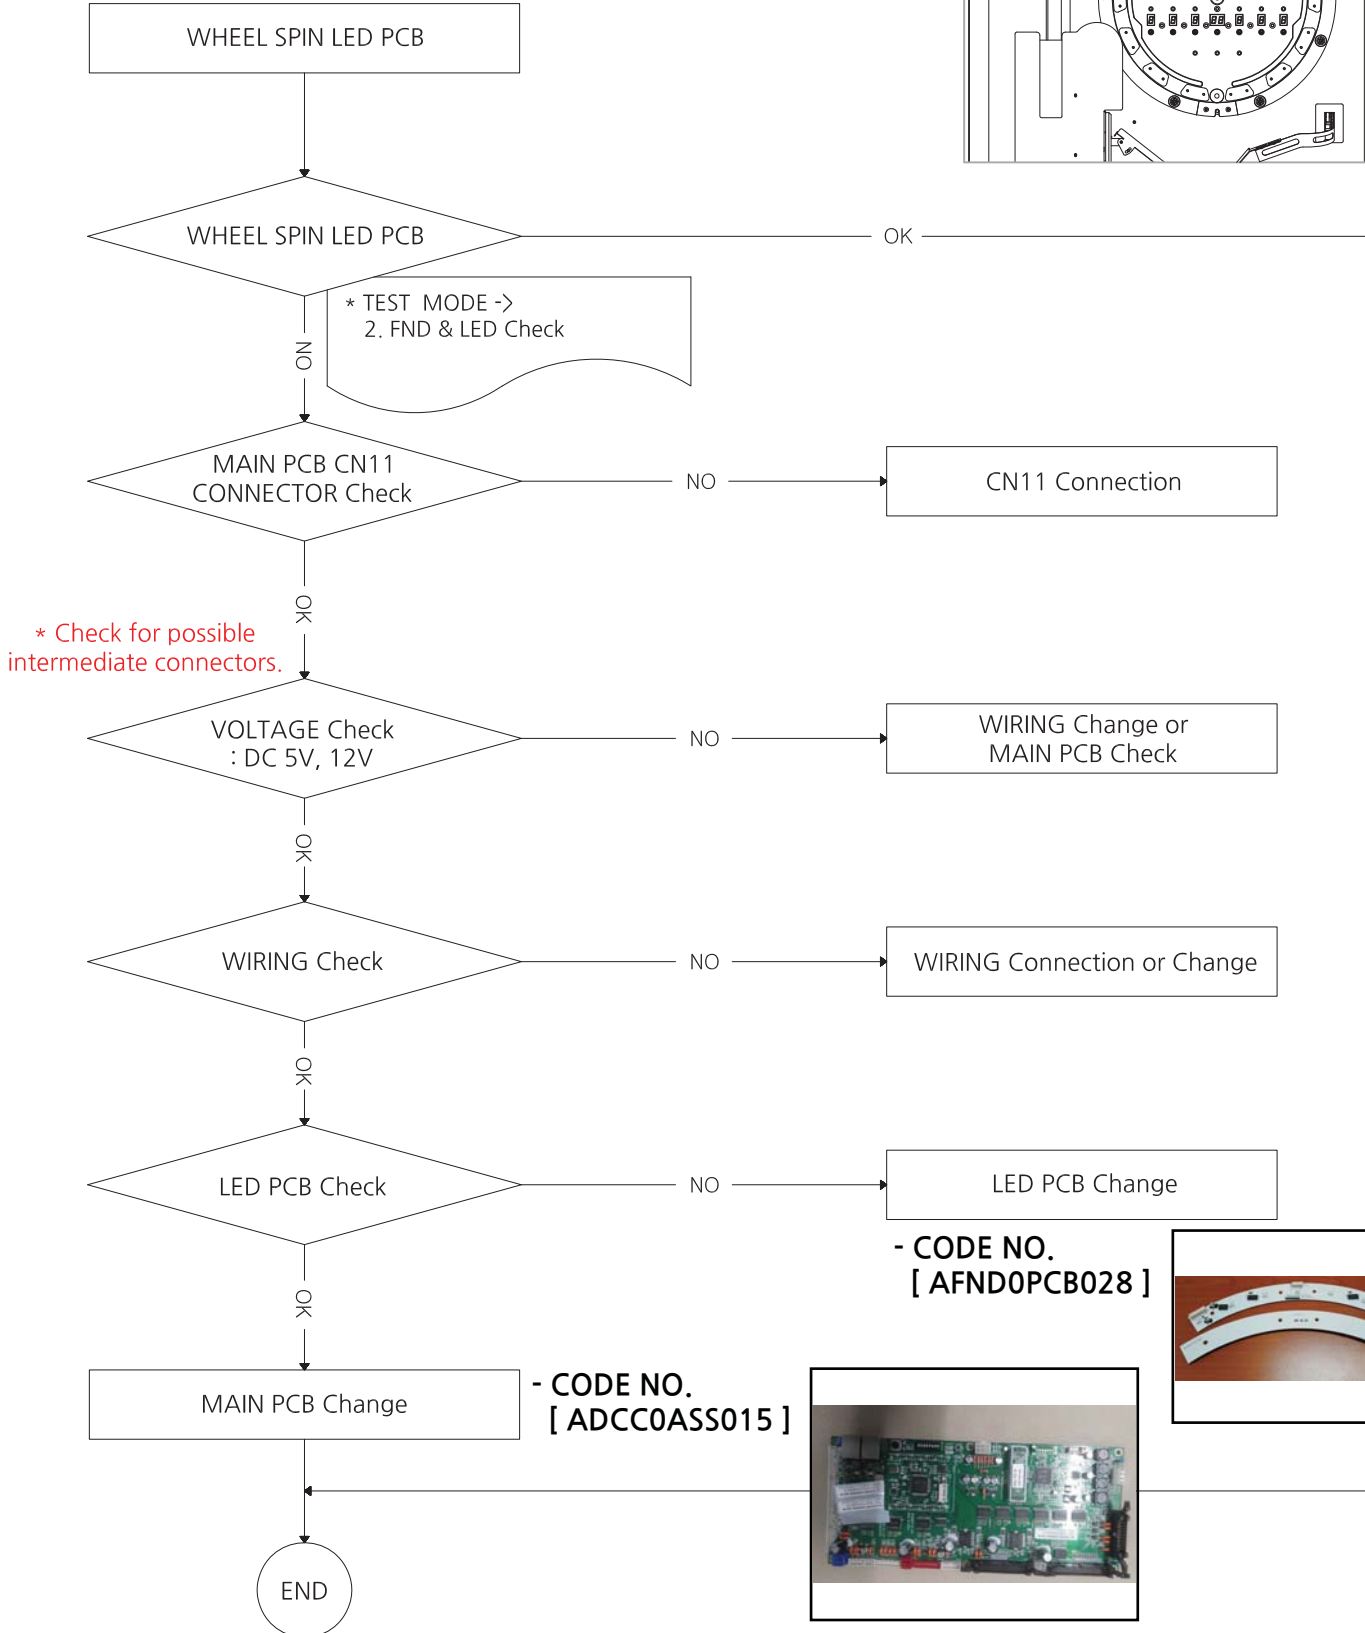 WHEEL SPIN LED PCB
WHEEL SPIN LED PCB
OK
* TEST MODE ->
2. FND & LED Check
NO
MAIN PCB CN11
CONNECTOR Check
NO
CN11 Connection
OK
* Check for possible
intermediate connectors.
VOLTAGE Check
: DC 5V, 12V
NO
WIRING Change or
MAIN PCB Check
OK
WIRING Check
NO
WIRING Connection or Change
OK
LED PCB Check
NO
LED PCB Change
- CODE NO.
[ AFND0PCB028 ]
OK
MAIN PCB Change
- CODE NO.
[ ADCC0ASS015 ]
END